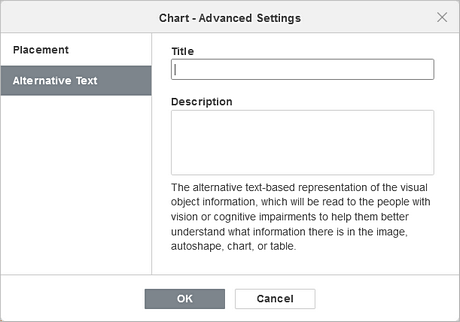 Chart - Advanced Settings
Placement
Alternative Text
Title
Description
The alternative text-based representation of the visual
object information, which will be read to the people with
vision or cognitive impairments to help them better
understand what information there is in the image,
autoshape, chart, or table.
OK
Cancel